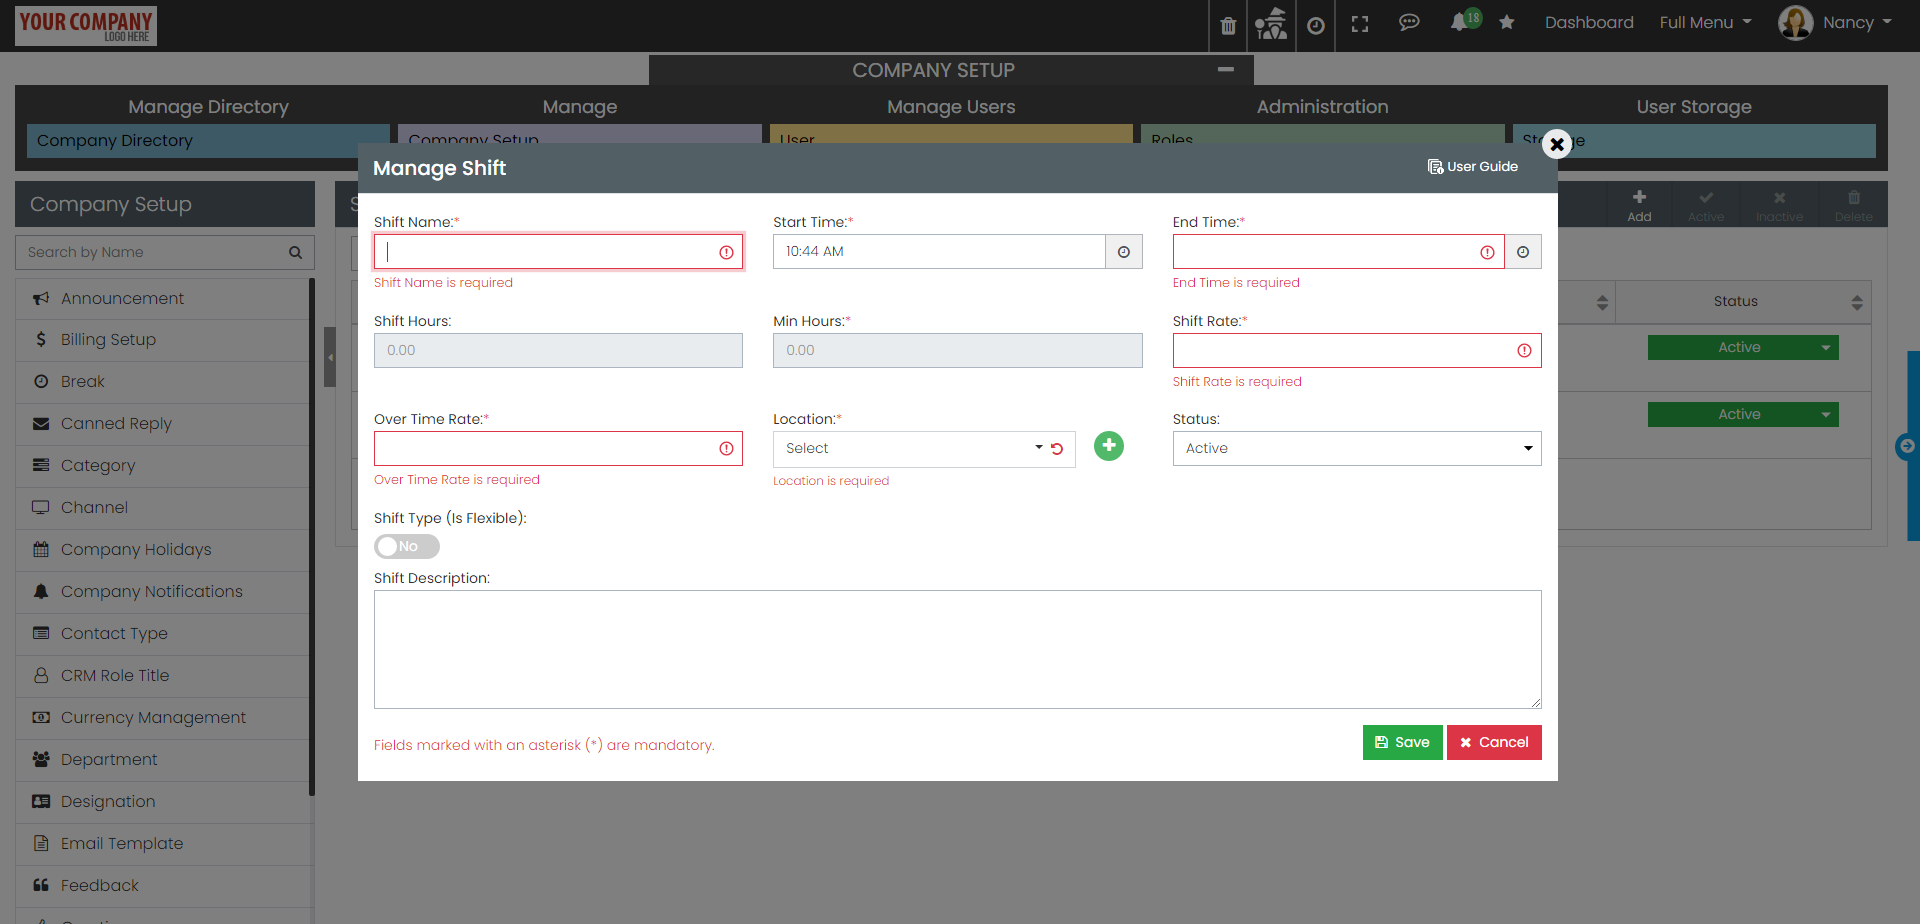 YOUR COMPANY
LOGO HERE
18
Dashboard
Full Menu
Nancy
COMPANY SETUP
Manage Directory
Manage
Manage Users
Administration
User Storage
Company Directory
Company Setup
User
Roles
Company Setup
Search by Name
Announcement
Billing Setup
Break
Canned Reply
Category
Channel
Company Holidays
Company Notifications
Contact Type
CRM Role Title
Currency Management
Department
Designation
Email Template
Feedback
Add
Active
Inactive
Delete
Status
Active
Active
Manage Shift
User Guide
Shift Name:*
Shift Name is required
Start Time:*
10:44 AM
End Time:*
End Time is required
Shift Hours:
0.00
Min Hours:*
0.00
Shift Rate:*
Shift Rate is required
Over Time Rate:*
Over Time Rate is required
Location:*
Select
Location is required
Status:
Active
Shift Type (Is Flexible):
No
Shift Description:
Fields marked with an asterisk (*) are mandatory.
Save
Cancel